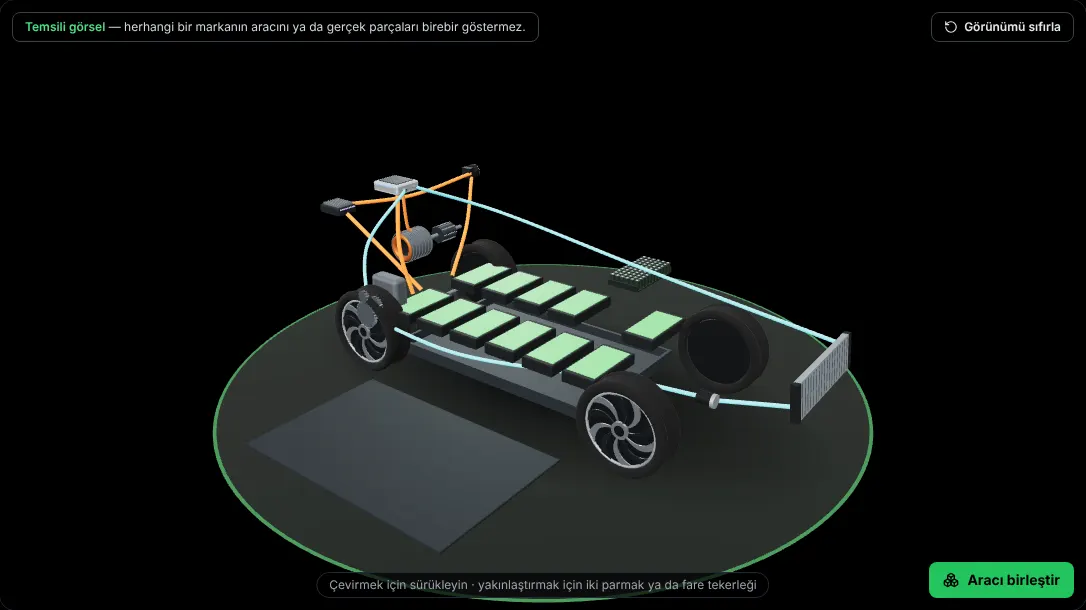 Temsili görsel — herhangi bir markanın aracını ya da gerçek parçaları birebir göstermez.
Görünümü sıfırla
Çevirmek için sürükleyin · yakınlaştırmak için iki parmak ya da fare tekerleği
Aracı birleştir